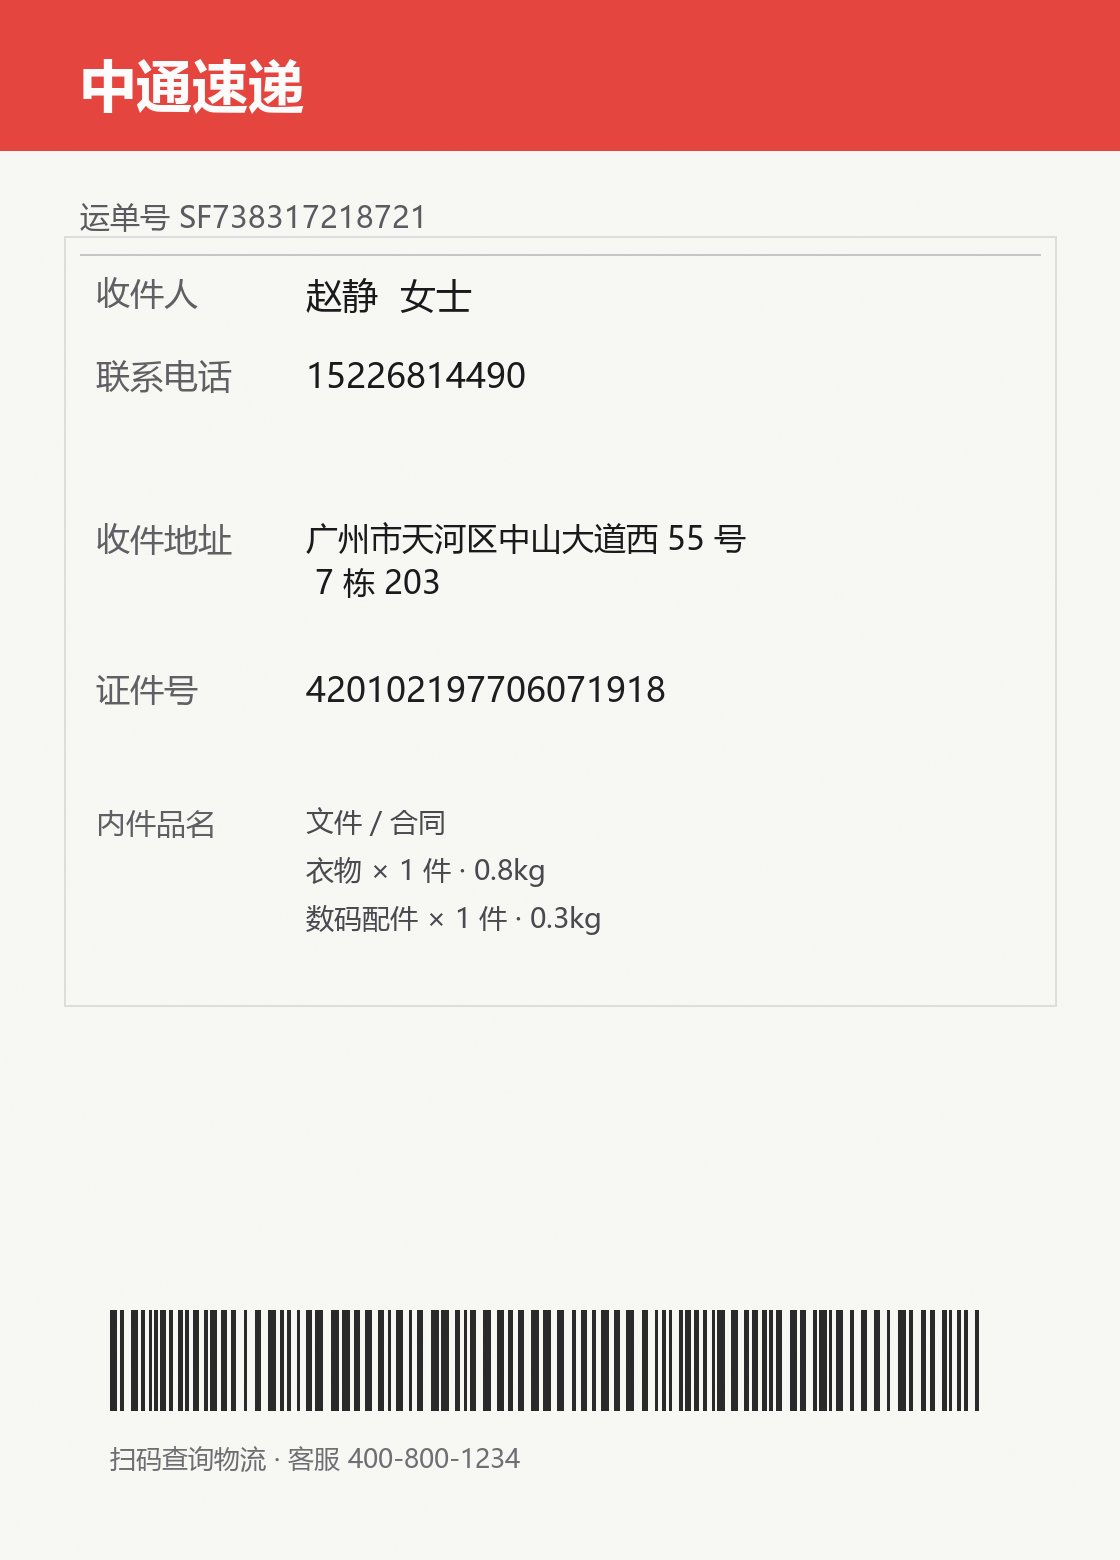 中通速递
运单号 SF738317218721
收件人 赵静 女士
联系电话 15226814490
收件地址 广州市天河区中山大道西 55 号
7 栋 203
证件号 420102197706071918
内件品名 文件 / 合同
衣物 × 1 件 · 0.8kg
数码配件 × 1 件 · 0.3kg
扫码查询物流 · 客服 400-800-1234